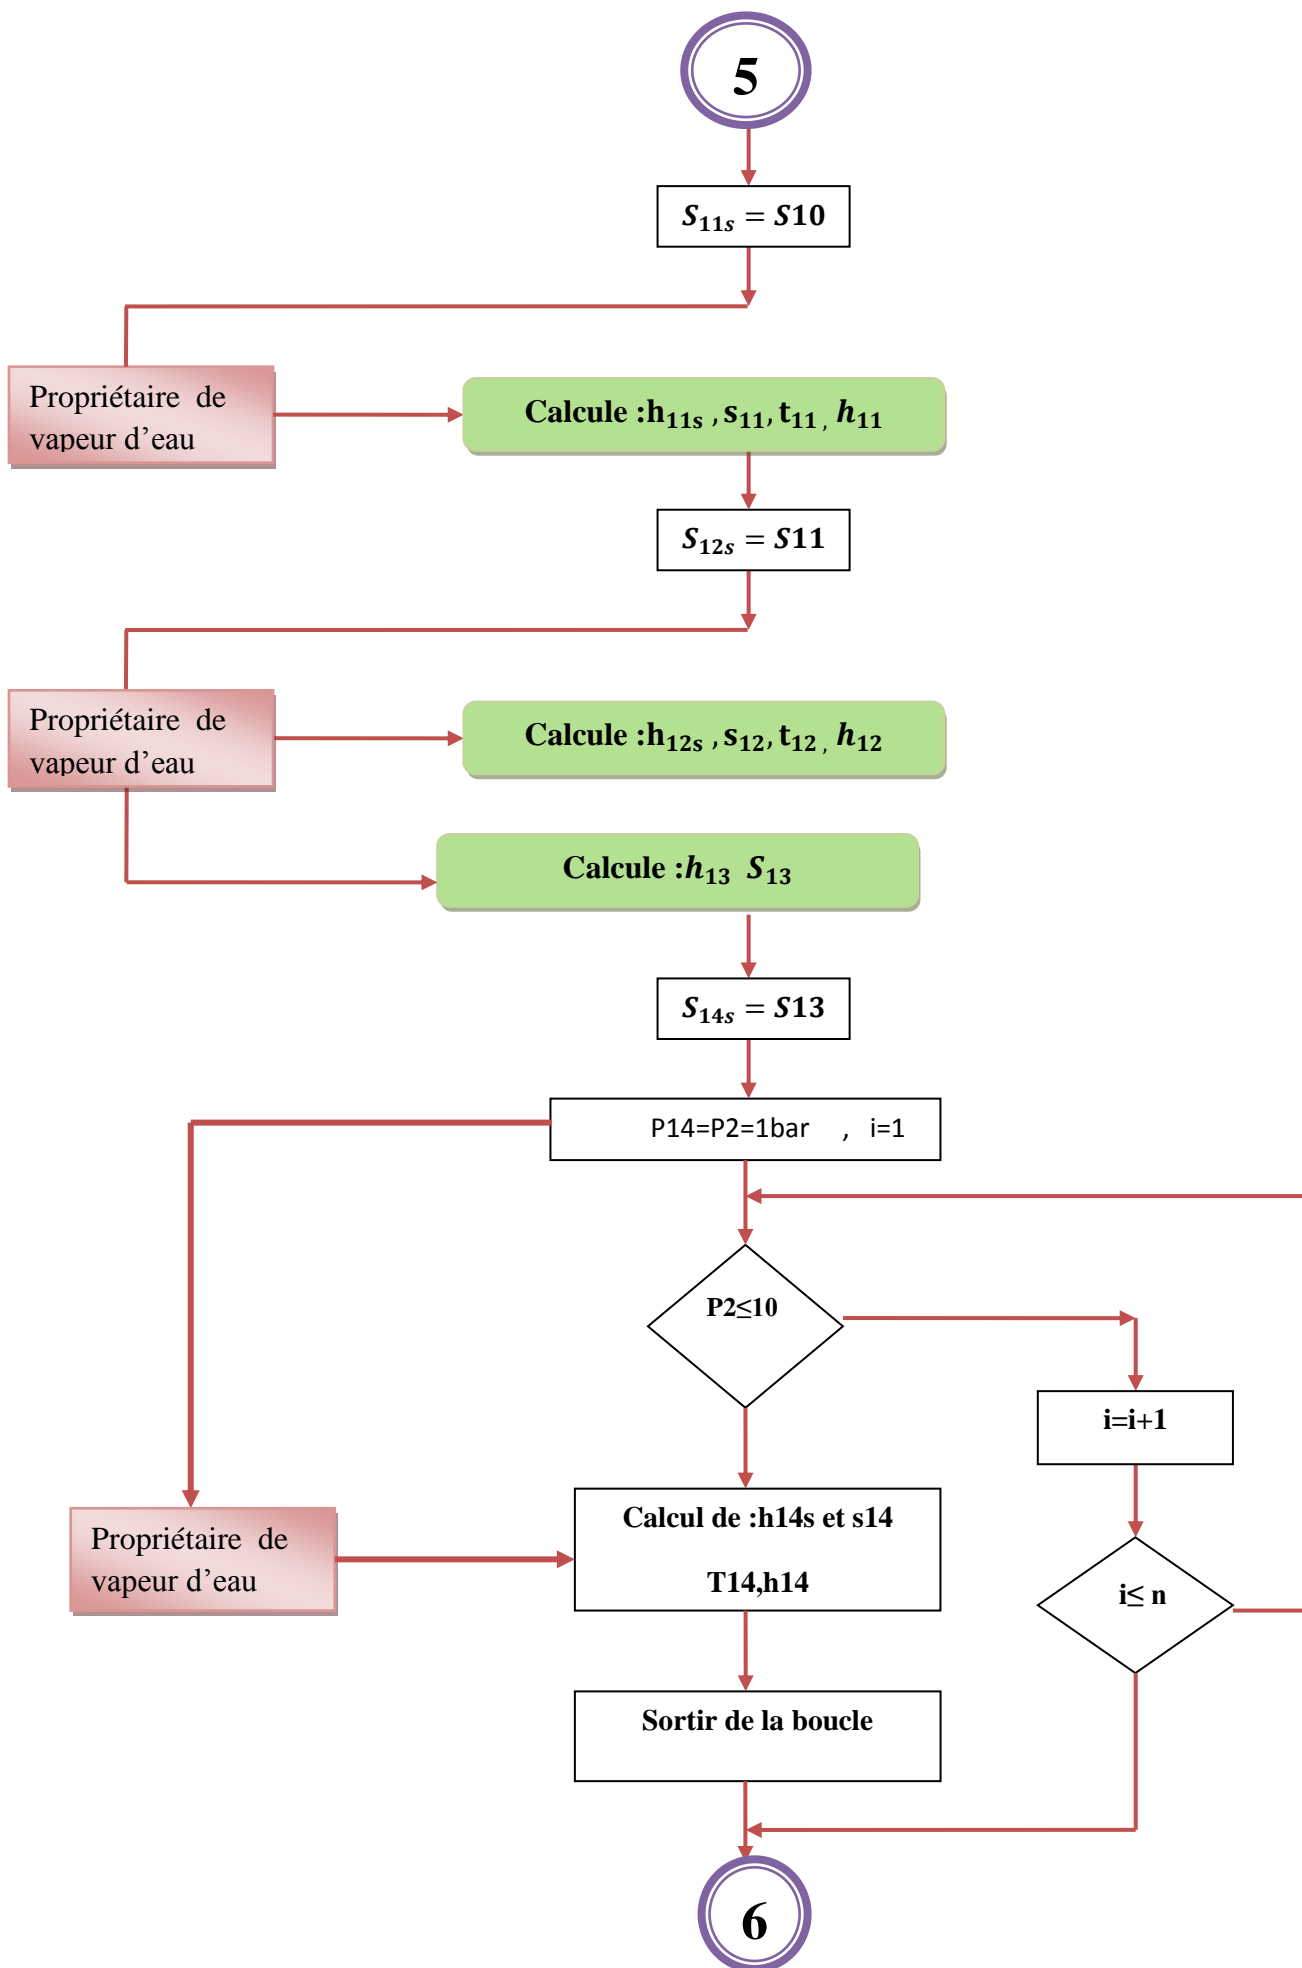 5
S₁₁ₛ = S10
Propriétaire de
vapeur d’eau
Calcule :h₁₁ₛ , s₁₁, t₁₁ , h₁₁
S₁₂ₛ = S11
Propriétaire de
vapeur d’eau
Calcule :h₁₂ₛ , s₁₂, t₁₂ , h₁₂
Calcule :h₁₃ S₁₃
S₁₄ₛ = S13
P14=P2=1bar , i=1
P2≤10
i=i+1
Propriétaire de
vapeur d’eau
Calcul de :h14s et s14
T14,h14
i≤ n
Sortir de la boucle
6